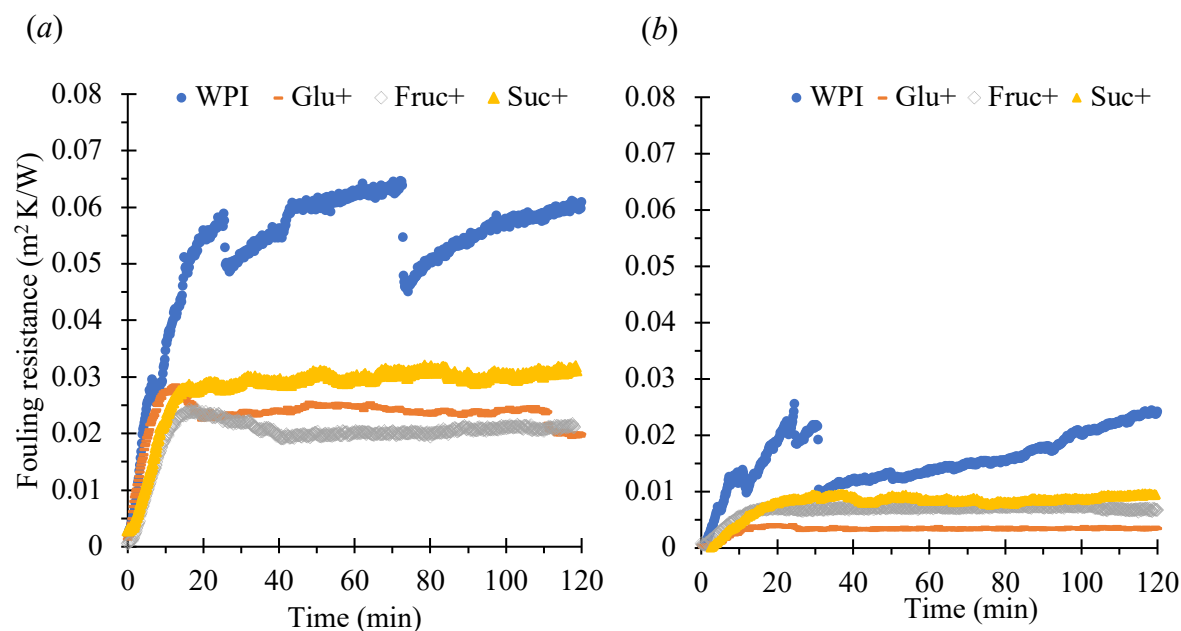 (a)
WPI Glu+ Fruc+ Suc+
0.08
0.07
0.06
0.05
0.04
0.03
0.02
0.01
0
Fouling resistance (m² K/W)
0 20 40 60 80 100 120
Time (min)
(b)
WPI Glu+ Fruc+ Suc+
0.08
0.07
0.06
0.05
0.04
0.03
0.02
0.01
0
0 20 40 60 80 100 120
Time (min)